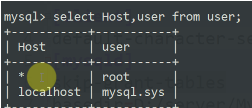 mysql> select Host,user from user;
+-----------+-----------+
| Host | user |
+-----------+-----------+
| * | root |
| localhost | mysql.sys |
+-----------+-----------+